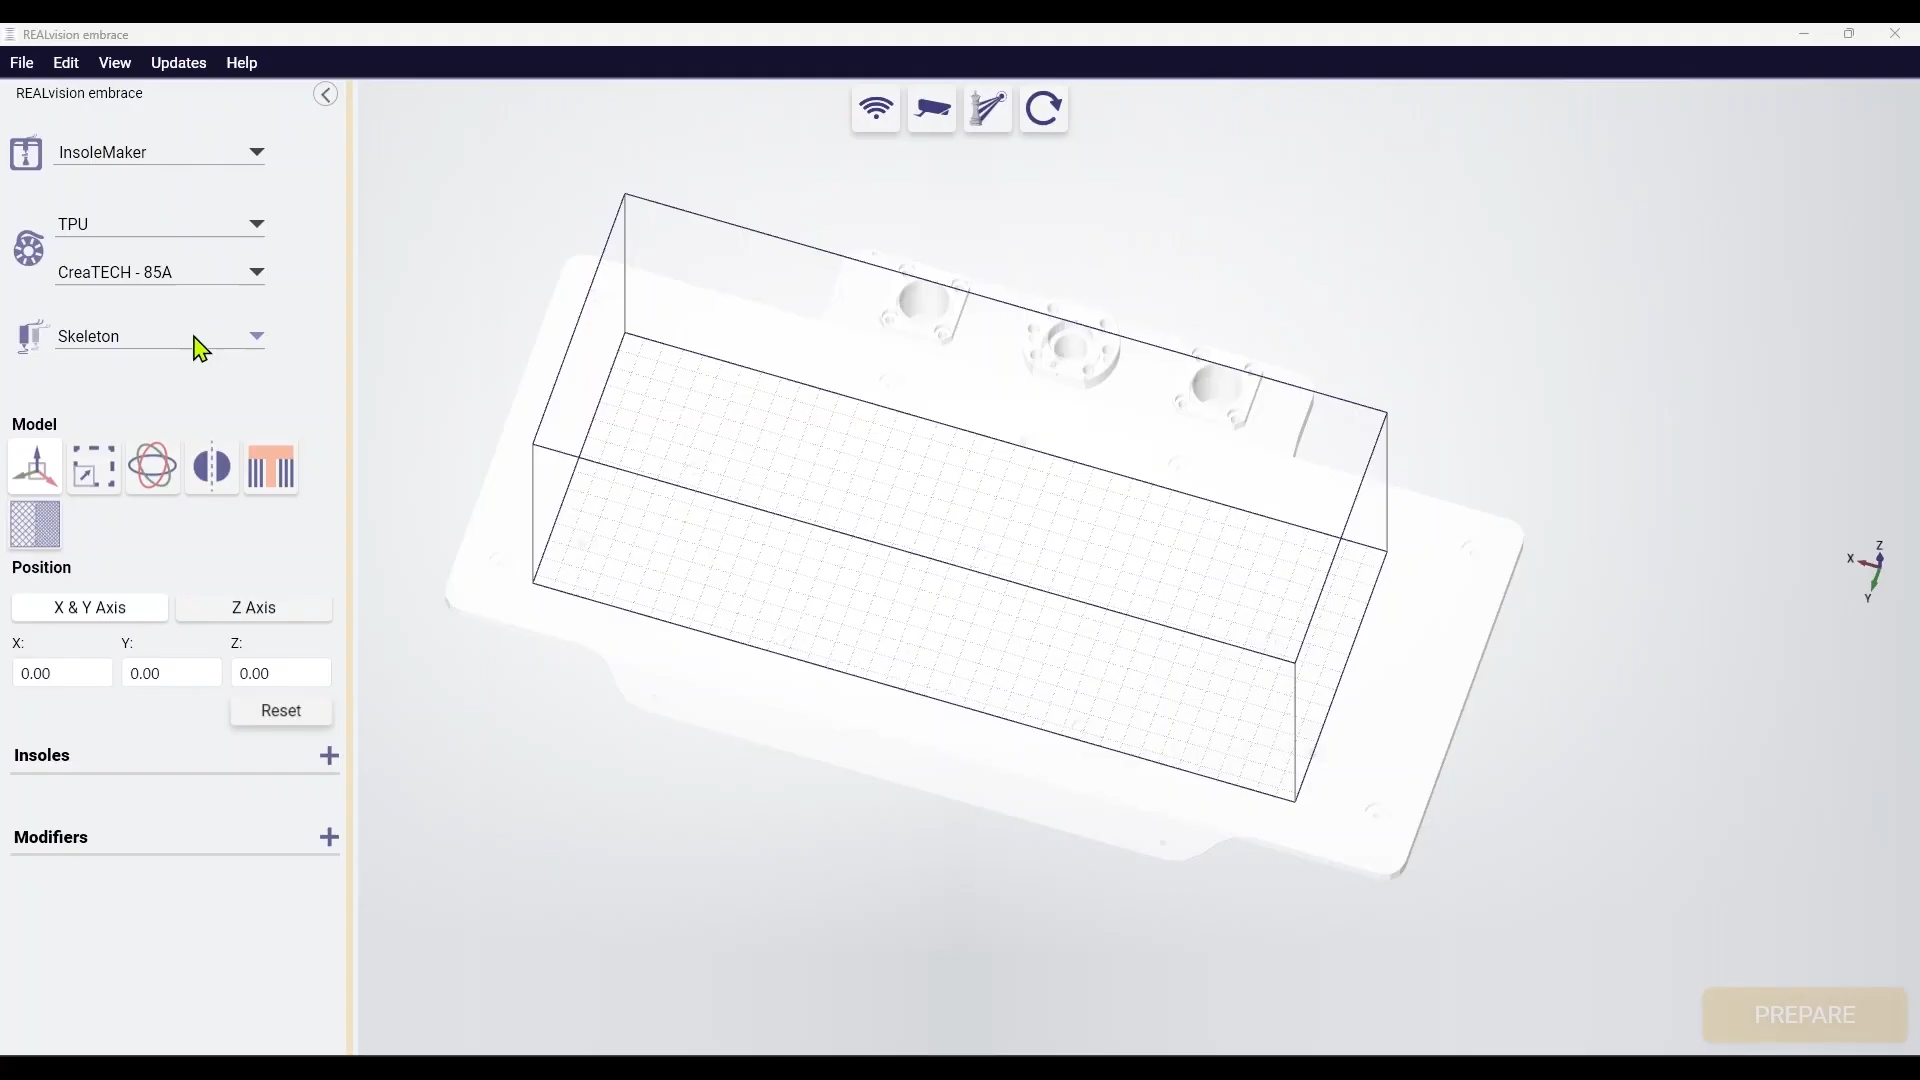 REALvision embrace
File Edit View Updates Help
REALvision embrace
InsoleMaker
TPU
CreaTECH - 85A
Skeleton
Model
Position
X & Y Axis Z Axis
X: Y: Z:
0.00 0.00 0.00
Reset
Insoles
Modifiers
Z
X
Y
PREPARE